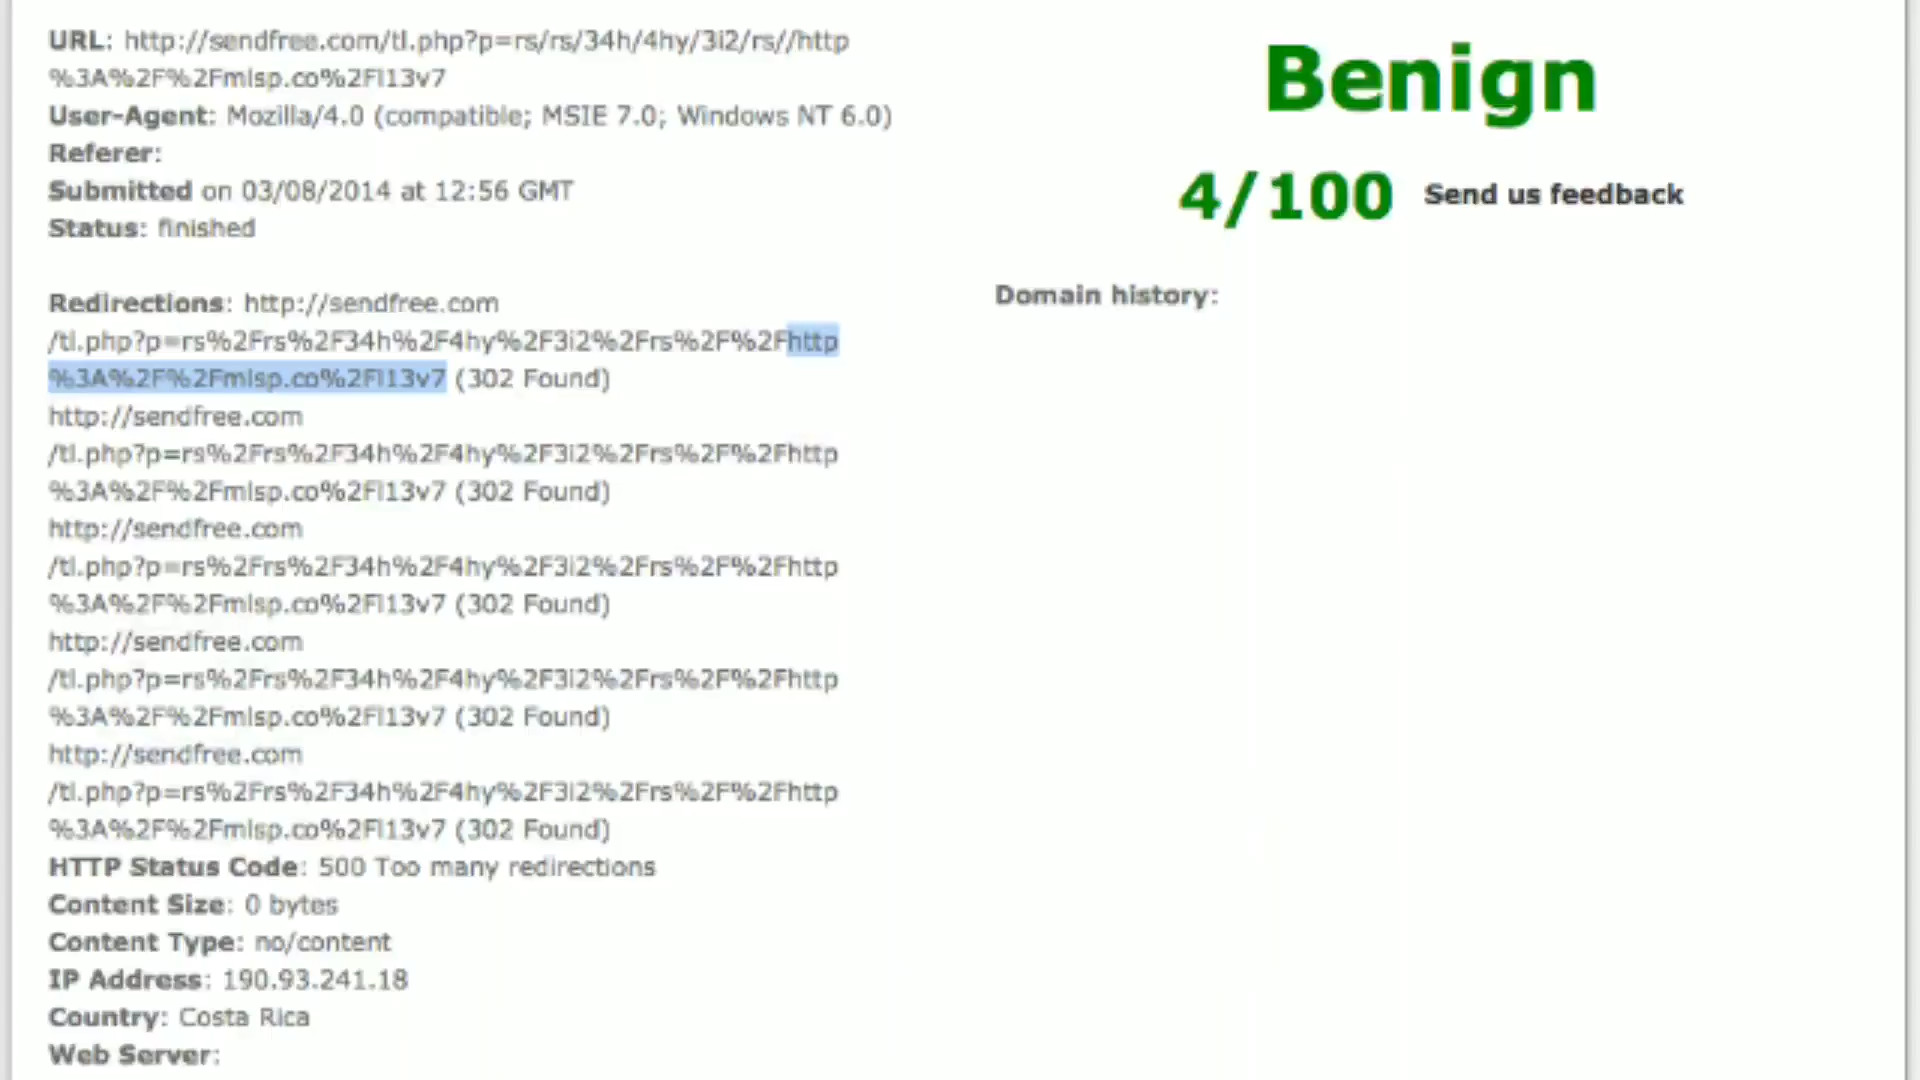 URL: http://sendfree.com/tl.php?p=rs/rs/34h/4hy/3i2/rs//http
%3A%2F%2Fmlsp.co%2Fl13v7
User-Agent: Mozilla/4.0 (compatible; MSIE 7.0; Windows NT 6.0)
Referer:
Submitted on 03/08/2014 at 12:56 GMT
Status: finished
Redirections: http://sendfree.com
/tl.php?p=rs%2Frs%2F34h%2F4hy%2F3i2%2Frs%2F%2Fhttp
%3A%2F%2Fmlsp.co%2Fl13v7 (302 Found)
http://sendfree.com
/tl.php?p=rs%2Frs%2F34h%2F4hy%2F3i2%2Frs%2F%2Fhttp
%3A%2F%2Fmlsp.co%2Fl13v7 (302 Found)
http://sendfree.com
/tl.php?p=rs%2Frs%2F34h%2F4hy%2F3i2%2Frs%2F%2Fhttp
%3A%2F%2Fmlsp.co%2Fl13v7 (302 Found)
http://sendfree.com
/tl.php?p=rs%2Frs%2F34h%2F4hy%2F3i2%2Frs%2F%2Fhttp
%3A%2F%2Fmlsp.co%2Fl13v7 (302 Found)
http://sendfree.com
/tl.php?p=rs%2Frs%2F34h%2F4hy%2F3i2%2Frs%2F%2Fhttp
%3A%2F%2Fmlsp.co%2Fl13v7 (302 Found)
HTTP Status Code: 500 Too many redirections
Content Size: 0 bytes
Content Type: no/content
IP Address: 190.93.241.18
Country: Costa Rica
Web Server:
Benign
4/100 Send us feedback
Domain history: